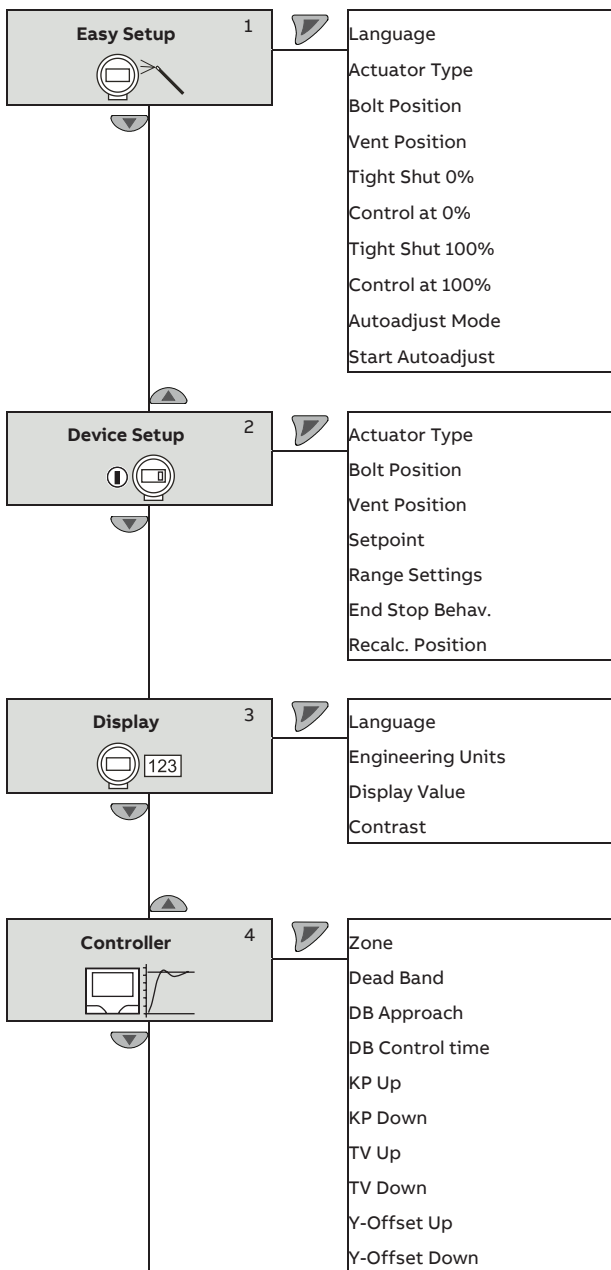 Easy Setup
1
Language
Actuator Type
Bolt Position
Vent Position
Tight Shut 0%
Control at 0%
Tight Shut 100%
Control at 100%
Autoadjust Mode
Start Autoadjust
Device Setup
2
Actuator Type
Bolt Position
Vent Position
Setpoint
Range Settings
End Stop Behav.
Recalc. Position
Display
3
123
Language
Engineering Units
Display Value
Contrast
Controller
4
Zone
Dead Band
DB Approach
DB Control time
KP Up
KP Down
TV Up
TV Down
Y-Offset Up
Y-Offset Down